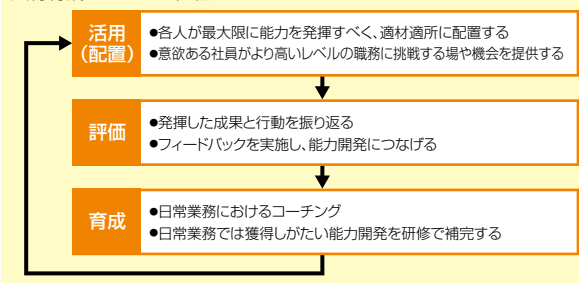 活用
(配置)
●各人が最大限に能力を発揮すべく、適材適所に配置する
●意欲ある社員がより高いレベルの職務に挑戦する場や機会を提供する
評価
●発揮した成果と行動を振り返る
●フィードバックを実施し、能力開発につなげる
育成
●日常業務におけるコーチング
●日常業務では獲得しがたい能力開発を研修で補完する